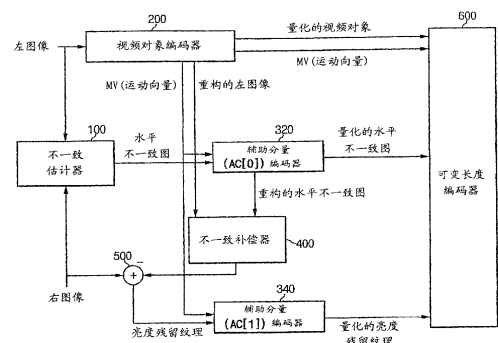 200
600
左图像
视频对象编码器
量化的视频对象
MV(运动向量)
MV(运动向量)
重构的左图像
100
水平
不一致图
320
量化的水平
不一致图
不一致
估计器
辅助分量
(AC[0]) 编码器
可变长度
编码器
重构的水平不一致图
不一致补偿器
400
500
−
+
右图像
340
亮度残留纹理
辅助分量
(AC[1]) 编码器
量化的亮度
残留纹理